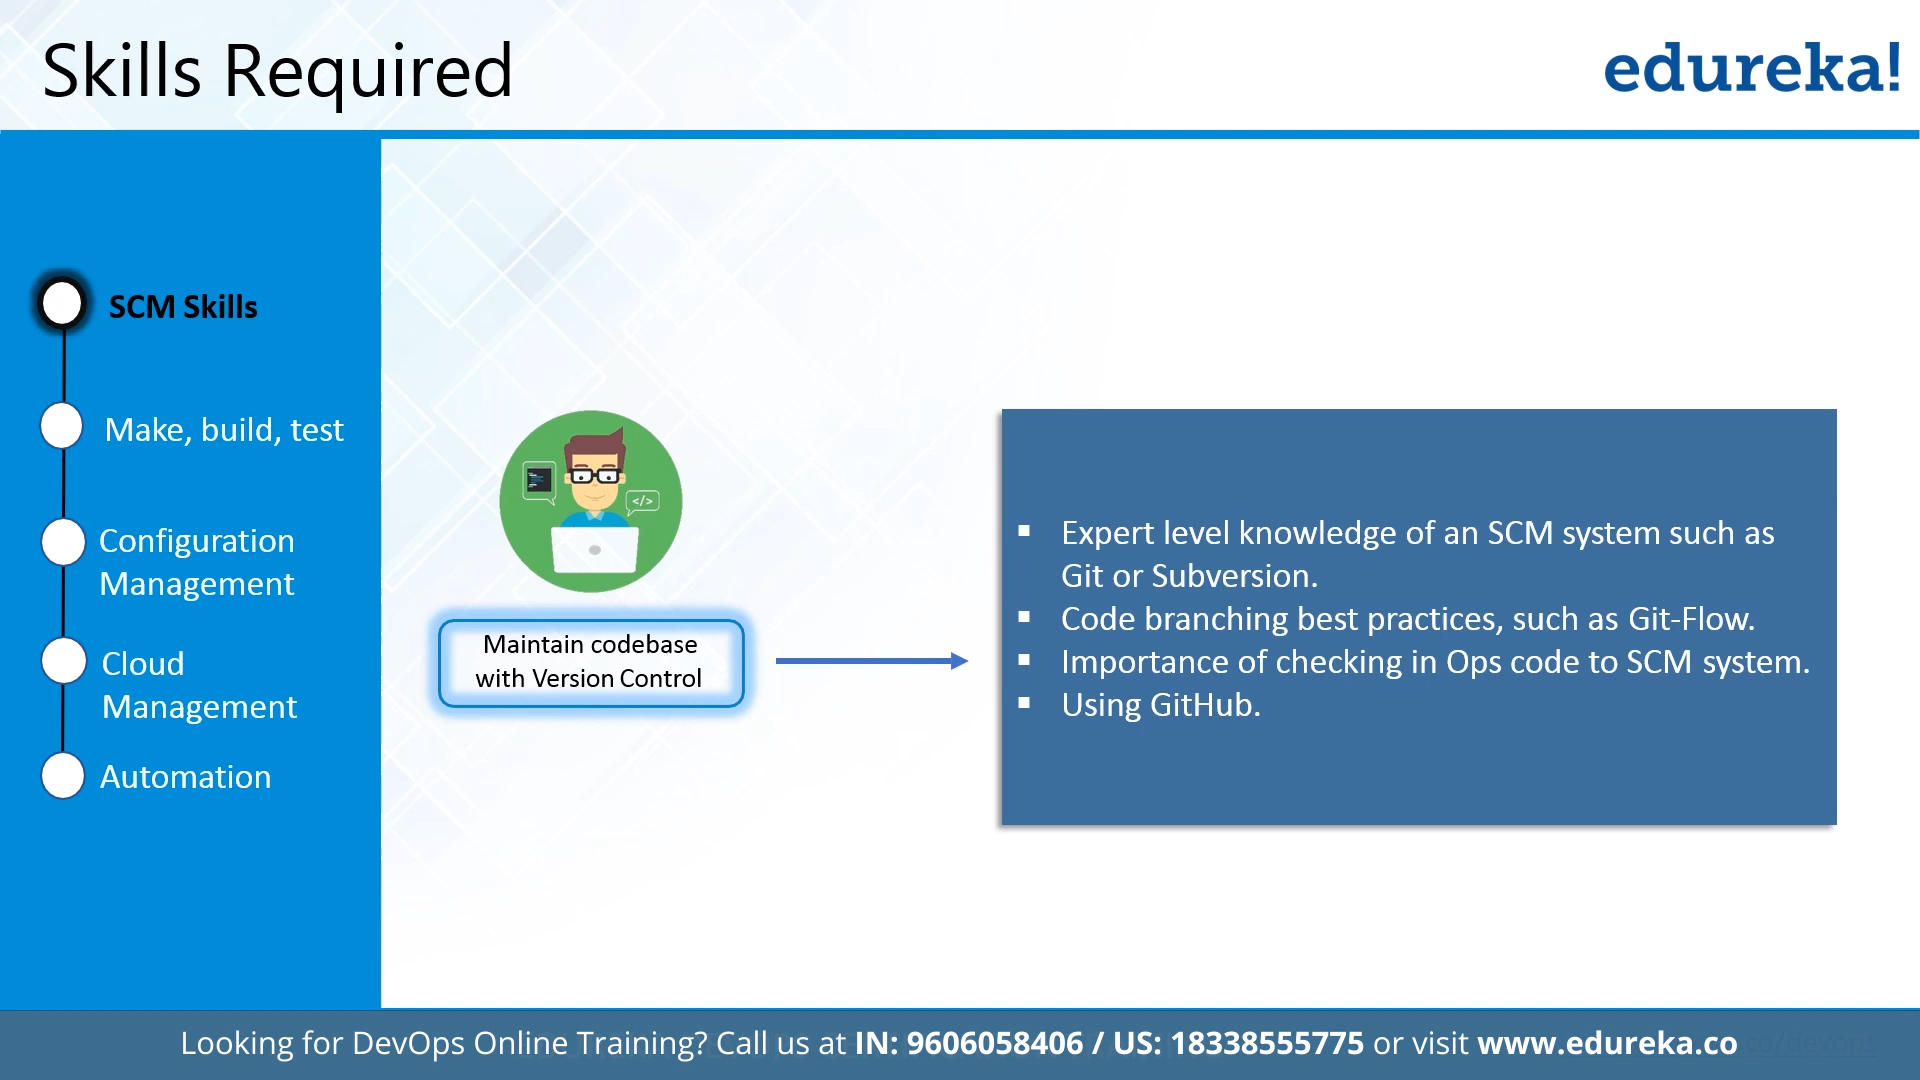 Skills Required
edureka!
SCM Skills
Make, build, test
Configuration
Management
Cloud
Management
Automation
</>
Maintain codebase
with Version Control
▪ Expert level knowledge of an SCM system such as
Git or Subversion.
▪ Code branching best practices, such as Git-Flow.
▪ Importance of checking in Ops code to SCM system.
▪ Using GitHub.
Looking for DevOps Online Training? Call us at IN: 9606058406 / US: 18338555775 or visit www.edureka.co